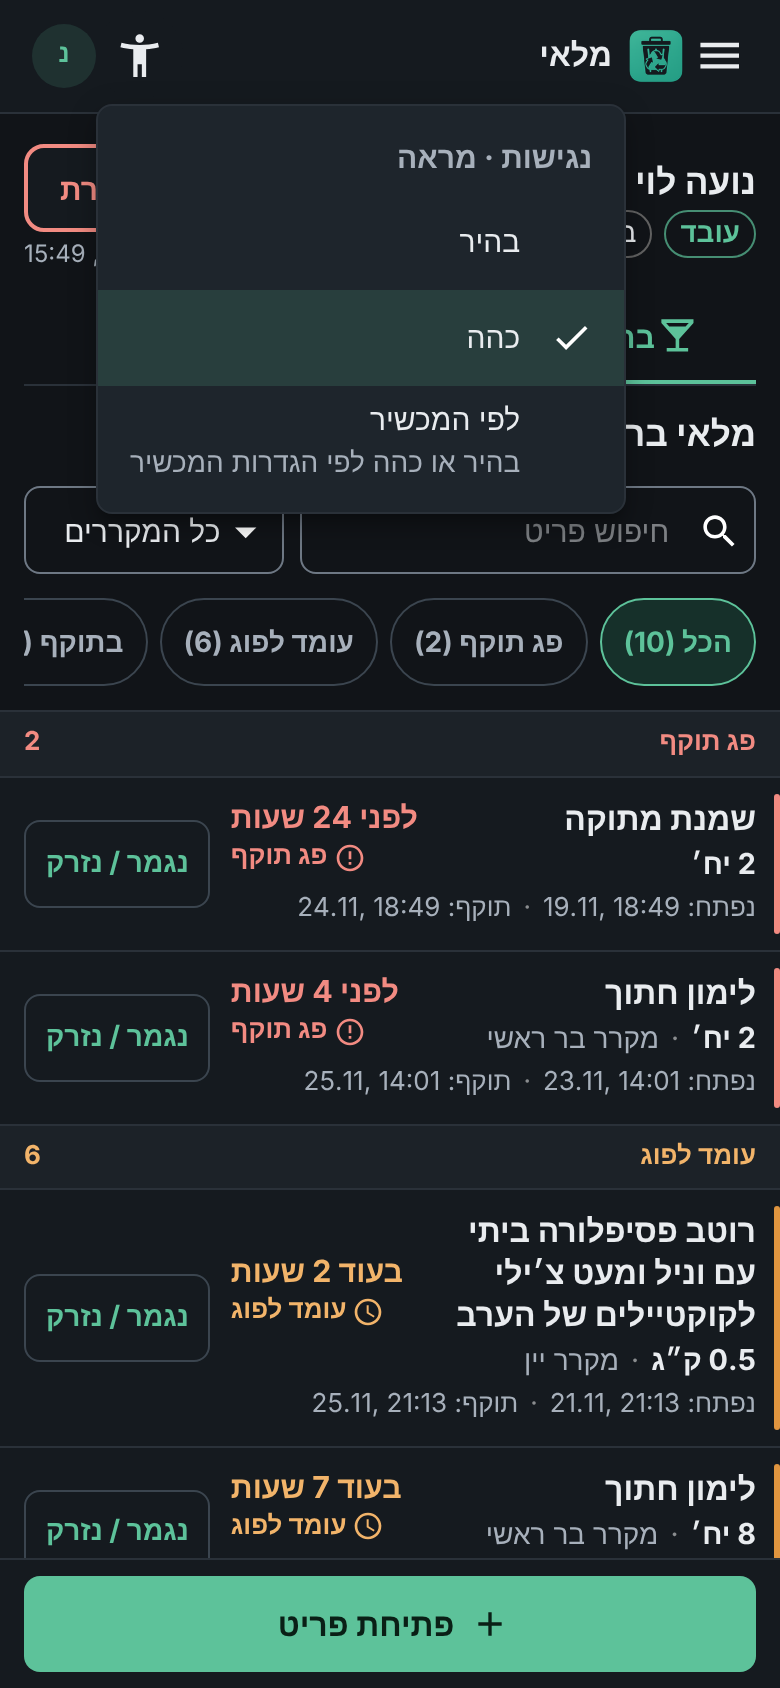 מלאי
נ
נגישות · מראה
בהיר
כהה
לפי המכשיר
בהיר או כהה לפי הגדרות המכשיר
נועה לוי
עובד
15:49
מלאי
חיפוש פריט
כל המקררים
הכל (10)
פג תוקף (2)
עומד לפוג (6)
בתוקף (
פג תוקף
2
שמנת מתוקה
2 יח׳
לפני 24 שעות
פג תוקף
נגמר / נזרק
נפתח: 19.11, 18:49 · תוקף: 24.11, 18:49
לימון חתוך
2 יח׳ · מקרר בר ראשי
לפני 4 שעות
פג תוקף
נגמר / נזרק
נפתח: 23.11, 14:01 · תוקף: 25.11, 14:01
עומד לפוג
6
רוטב פסיפלורה ביתי
עם וניל ומעט צ׳ילי
לקוקטיילים של הערב
0.5 ק״ג · מקרר יין
בעוד 2 שעות
עומד לפוג
נגמר / נזרק
נפתח: 21.11, 21:13 · תוקף: 25.11, 21:13
לימון חתוך
8 יח׳ · מקרר בר ראשי
בעוד 7 שעות
עומד לפוג
נגמר / נזרק
פתיחת פריט